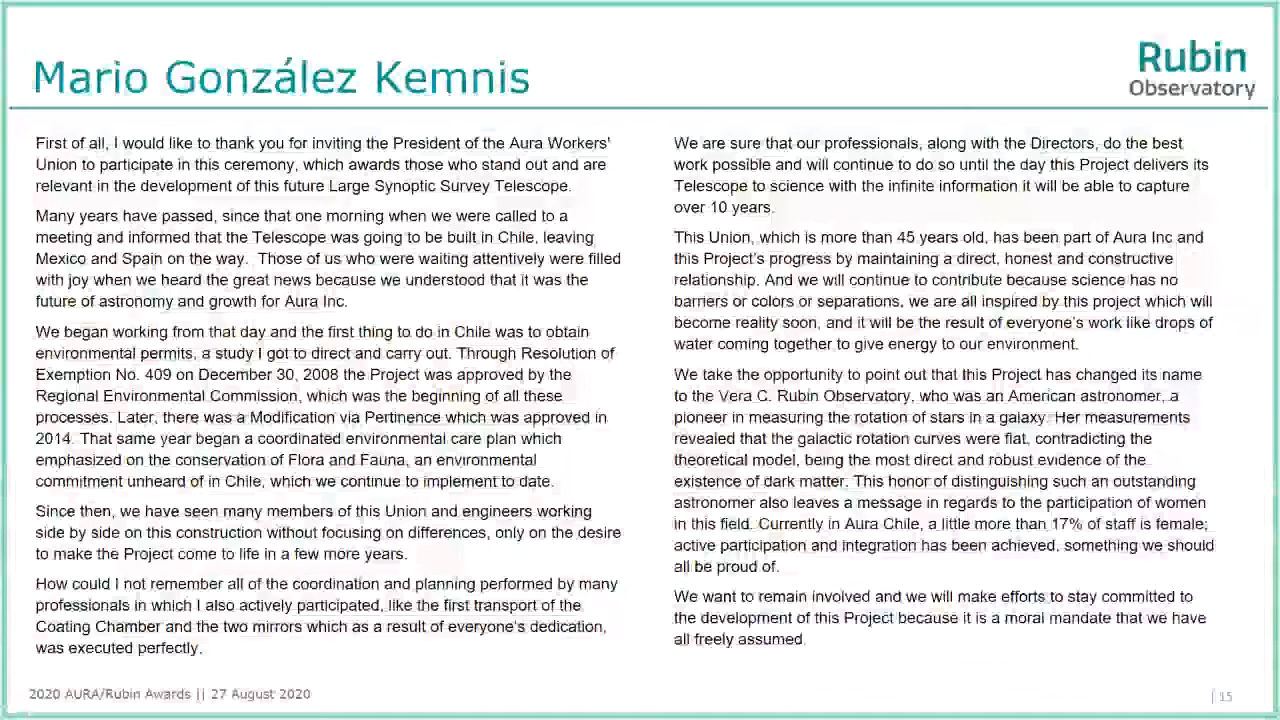 Mario González Kemnis
Rubin
Observatory
First of all, I would like to thank you for inviting the President of the Aura Workers'
Union to participate in this ceremony, which awards those who stand out and are
relevant in the development of this future Large Synoptic Survey Telescope.
Many years have passed, since that one morning when we were called to a
meeting and informed that the Telescope was going to be built in Chile, leaving
Mexico and Spain on the way.  Those of us who were waiting attentively were filled
with joy when we heard the great news because we understood that it was the
future of astronomy and growth for Aura Inc.
We began working from that day and the first thing to do in Chile was to obtain
environmental permits, a study I got to direct and carry out. Through Resolution of
Exemption No. 409 on December 30, 2008 the Project was approved by the
Regional Environmental Commission, which was the beginning of all these
processes. Later, there was a Modification via Pertinence which was approved in
2014. That same year began a coordinated environmental care plan which
emphasized on the conservation of Flora and Fauna, an environmental
commitment unheard of in Chile, which we continue to implement to date.
Since then, we have seen many members of this Union and engineers working
side by side on this construction without focusing on differences, only on the desire
to make the Project come to life in a few more years.
How could I not remember all of the coordination and planning performed by many
professionals in which I also actively participated, like the first transport of the
Coating Chamber and the two mirrors which as a result of everyone's dedication,
was executed perfectly.
We are sure that our professionals, along with the Directors, do the best
work possible and will continue to do so until the day this Project delivers its
Telescope to science with the infinite information it will be able to capture
over 10 years.
This Union, which is more than 45 years old, has been part of Aura Inc and
this Project's progress by maintaining a direct, honest and constructive
relationship. And we will continue to contribute because science has no
barriers or colors or separations, we are all inspired by this project which will
become reality soon, and it will be the result of everyone's work like drops of
water coming together to give energy to our environment.
We take the opportunity to point out that this Project has changed its name
to the Vera C. Rubin Observatory, who was an American astronomer, a
pioneer in measuring the rotation of stars in a galaxy. Her measurements
revealed that the galactic rotation curves were flat, contradicting the
theoretical model, being the most direct and robust evidence of the
existence of dark matter. This honor of distinguishing such an outstanding
astronomer also leaves a message in regards to the participation of women
in this field. Currently in Aura Chile, a little more than 17% of staff is female;
active participation and integration has been achieved, something we should
all be proud of.
We want to remain involved and we will make efforts to stay committed to
the development of this Project because it is a moral mandate that we have
all freely assumed.
2020 AURA/Rubin Awards || 27 August 2020
| 15